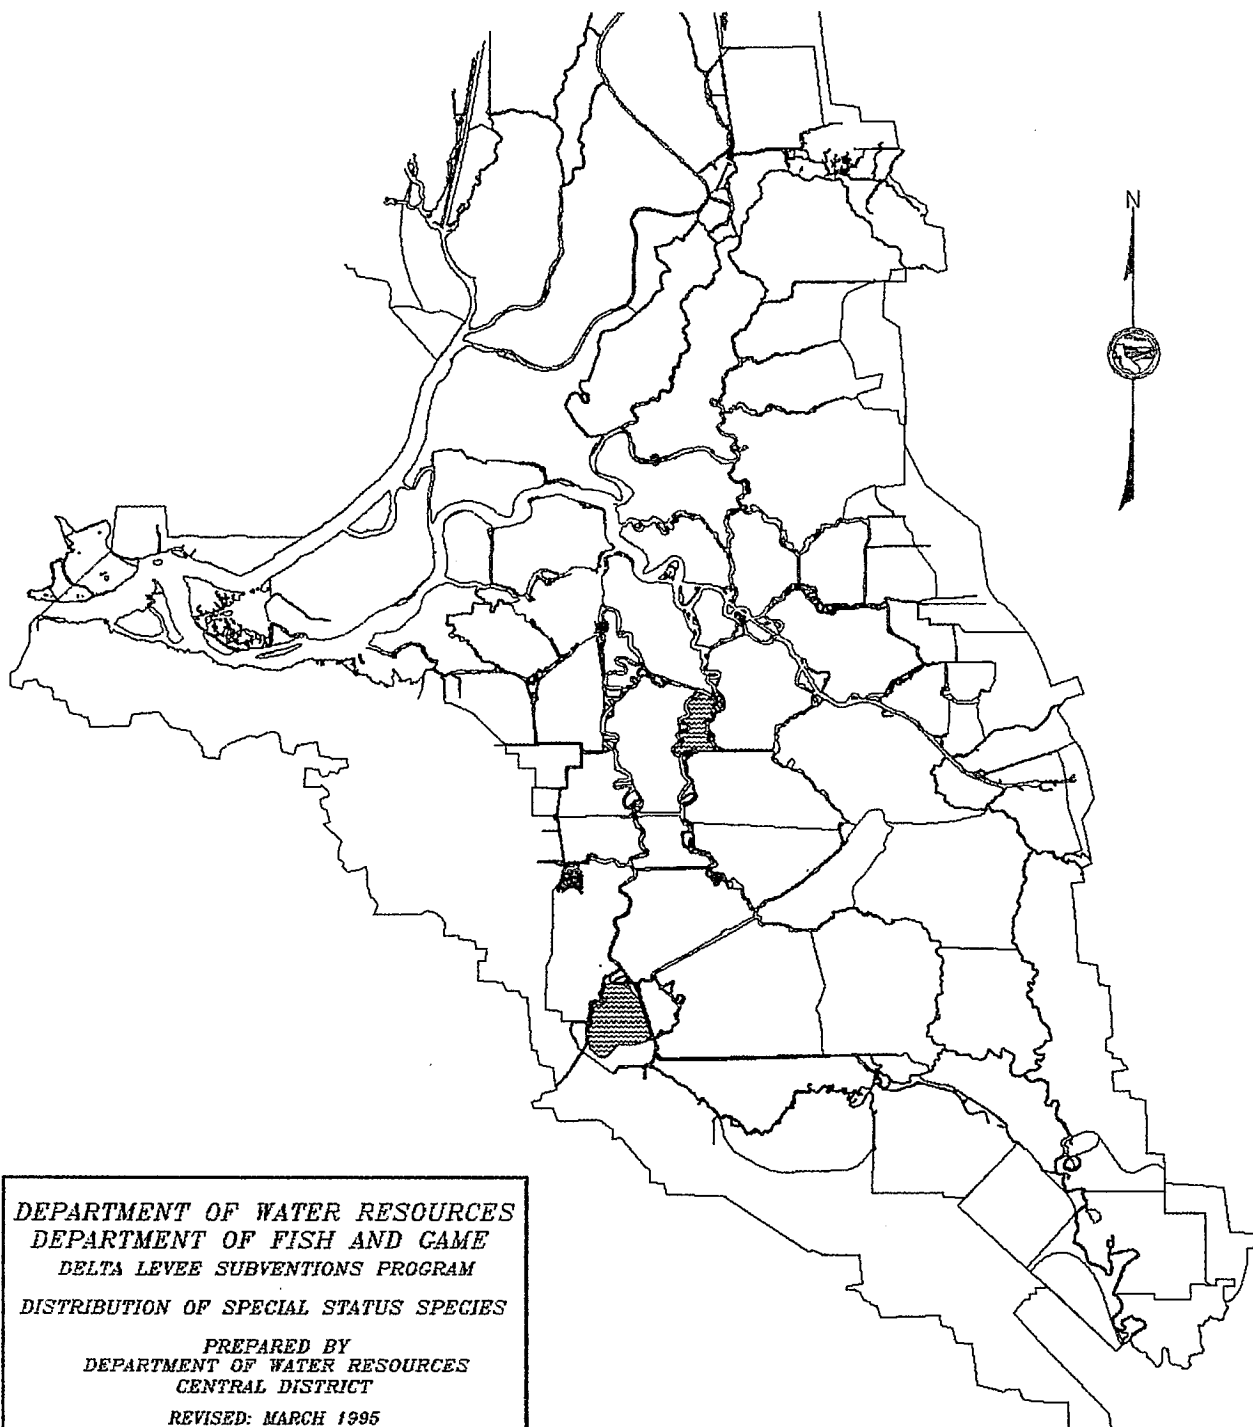 N
DEPARTMENT OF WATER RESOURCES
DEPARTMENT OF FISH AND GAME
DELTA LEVEE SUBVENTIONS PROGRAM
DISTRIBUTION OF SPECIAL STATUS SPECIES
PREPARED BY
DEPARTMENT OF WATER RESOURCES
CENTRAL DISTRICT
REVISED: MARCH 1995